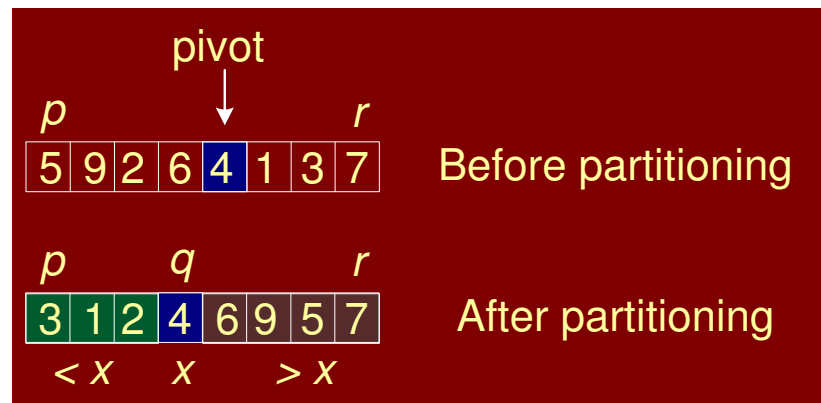 pivot
p r
5 9 2 6 4 1 3 7 Before partitioning
p q r
3 1 2 4 6 9 5 7 After partitioning
< x x > x